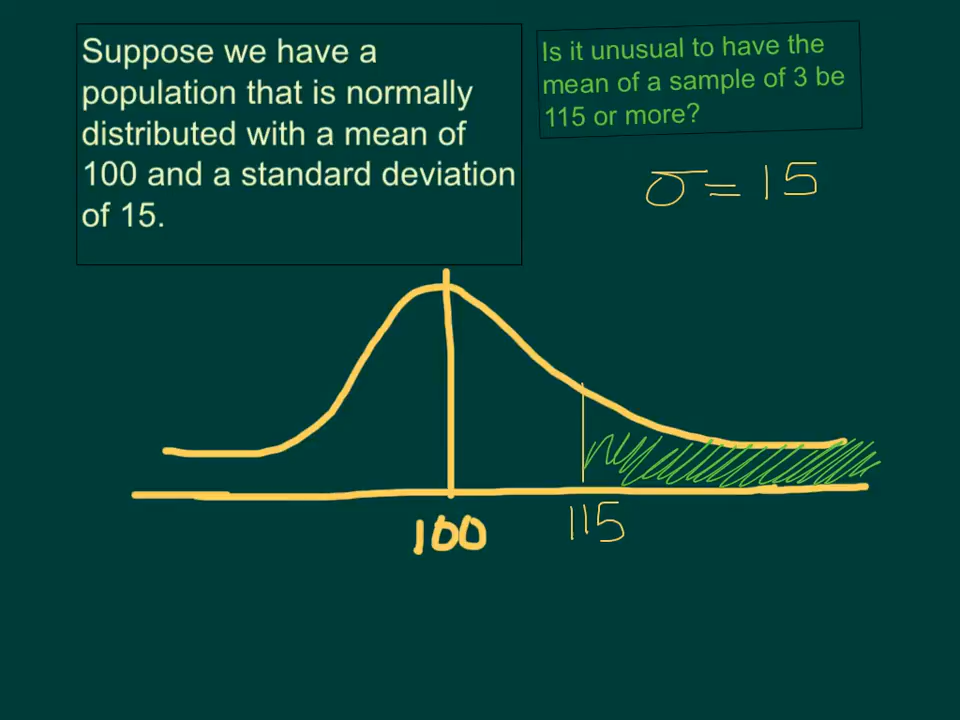 Suppose we have a
population that is normally
distributed with a mean of
100 and a standard deviation
of 15.
Is it unusual to have the
mean of a sample of 3 be
115 or more?
σ = 15
100
115